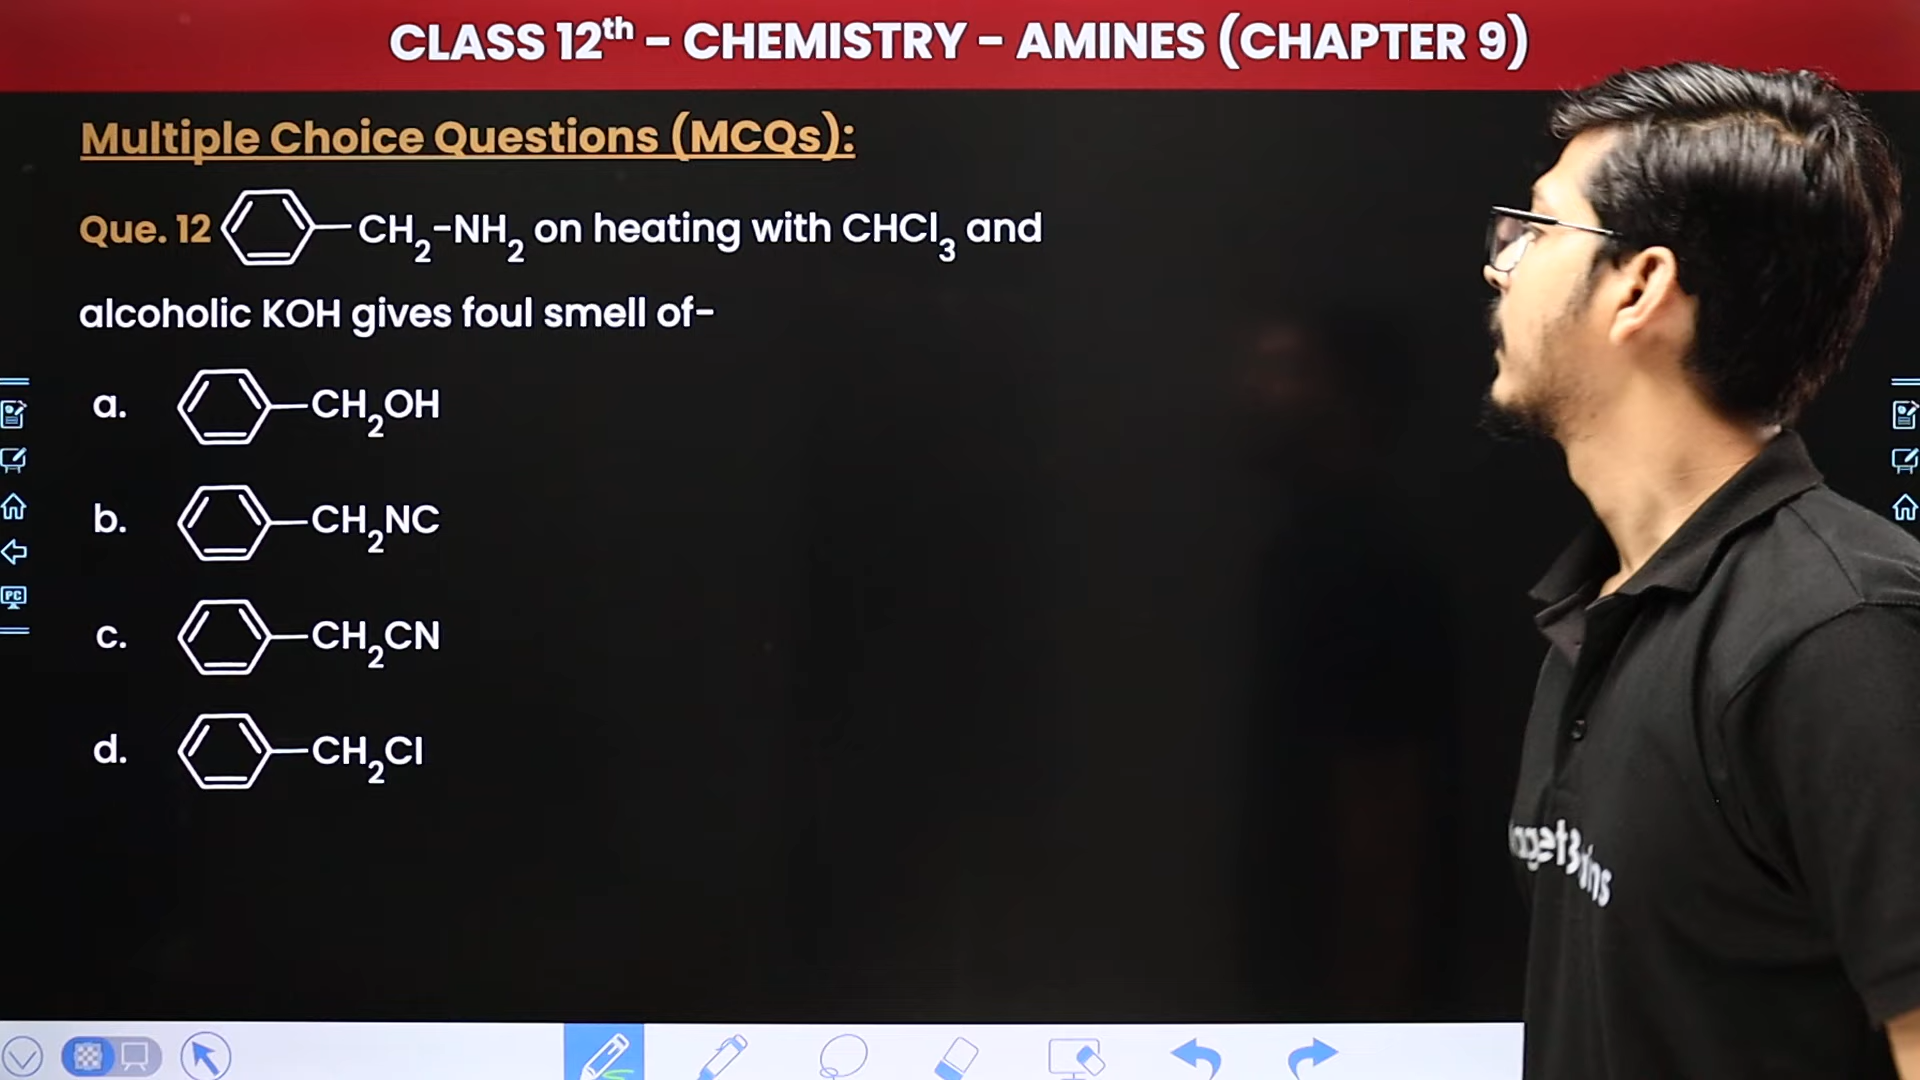 CLASS 12th - CHEMISTRY - AMINES (CHAPTER 9)
Multiple Choice Questions (MCQs):
Que. 12 CH2-NH2 on heating with CHCl3 and
alcoholic KOH gives foul smell of-
a. CH2OH
b. CH2NC
c. CH2CN
d. CH2Cl
PC